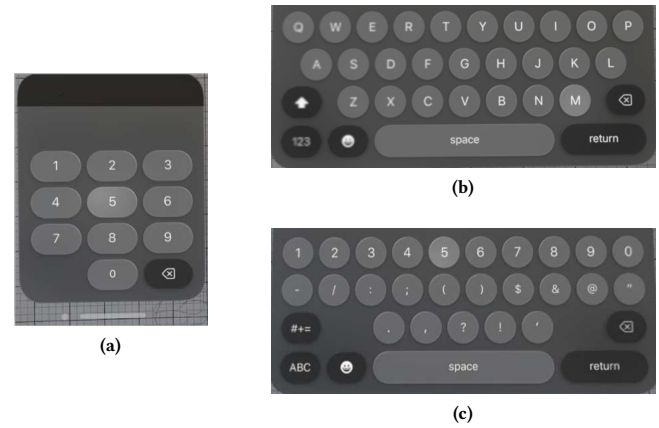 1 2 3
4 5 6
7 8 9
0
(a)
Q W E R T Y U I O P
A S D F G H J K L
Z X C V B N M
123 space return
(b)
1 2 3 4 5 6 7 8 9 0
- / : ; ( ) $ & @ "
#+= . , ? ! '
ABC space return
(c)